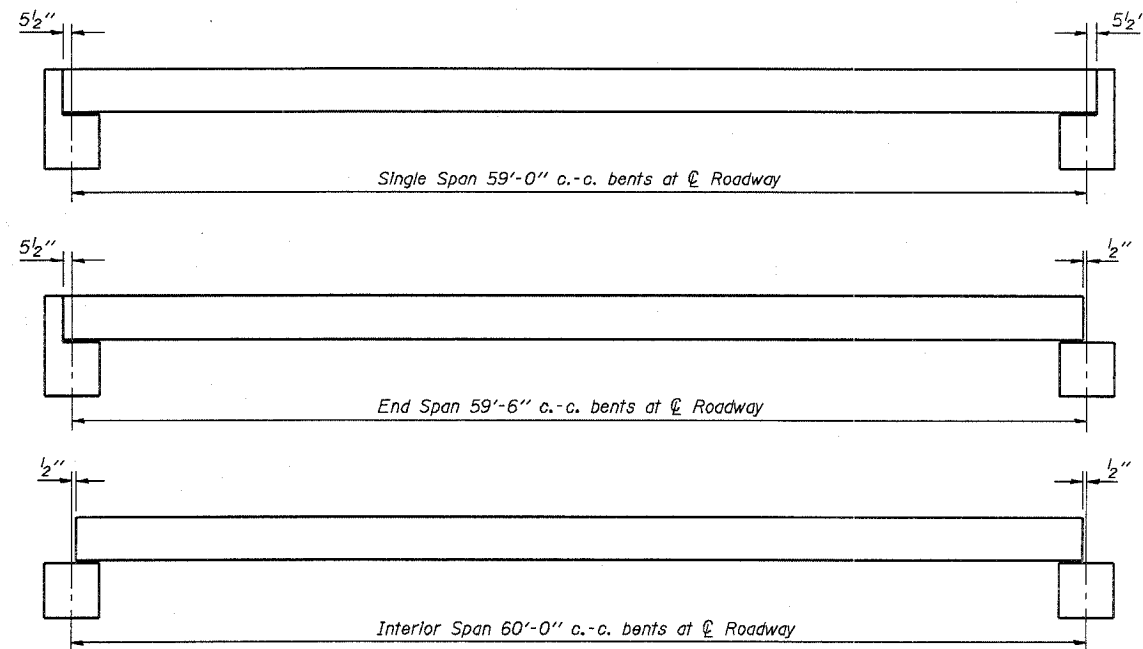 5½" 5½'
Single Span 59'-0" c.-c. bents at ℄ Roadway
5½" ½"
End Span 59'-6" c.-c. bents at ℄ Roadway
½" ½"
Interior Span 60'-0" c.-c. bents at ℄ Roadway